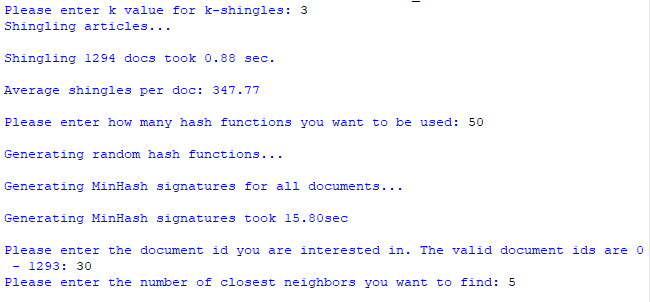 Please enter k value for k-shingles: 3
Shingling articles...
Shingling 1294 docs took 0.88 sec.
Average shingles per doc: 347.77
Please enter how many hash functions you want to be used: 50
Generating random hash functions...
Generating MinHash signatures for all documents...
Generating MinHash signatures took 15.80sec
Please enter the document id you are interested in. The valid document ids are 0
 - 1293: 30
Please enter the number of closest neighbors you want to find: 5